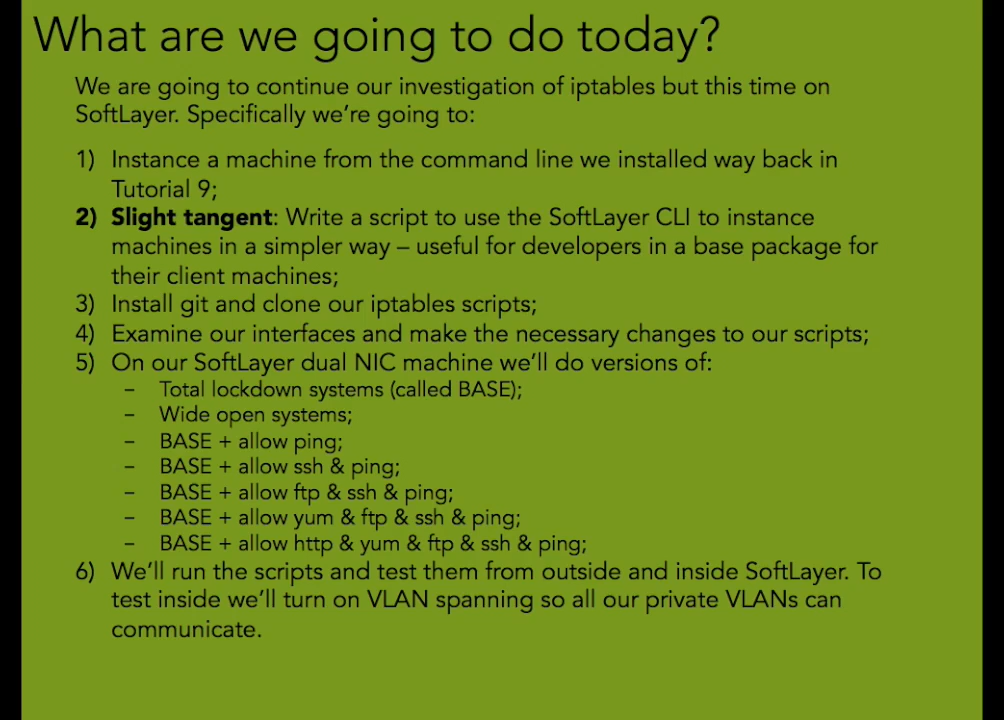 What are we going to do today?
We are going to continue our investigation of iptables but this time on
SoftLayer. Specifically we're going to:
1) Instance a machine from the command line we installed way back in
Tutorial 9;
2) Slight tangent: Write a script to use the SoftLayer CLI to instance
machines in a simpler way – useful for developers in a base package for
their client machines;
3) Install git and clone our iptables scripts;
4) Examine our interfaces and make the necessary changes to our scripts;
5) On our SoftLayer dual NIC machine we'll do versions of:
– Total lockdown systems (called BASE);
– Wide open systems;
– BASE + allow ping;
– BASE + allow ssh & ping;
– BASE + allow ftp & ssh & ping;
– BASE + allow yum & ftp & ssh & ping;
– BASE + allow http & yum & ftp & ssh & ping;
6) We'll run the scripts and test them from outside and inside SoftLayer. To
test inside we'll turn on VLAN spanning so all our private VLANs can
communicate.